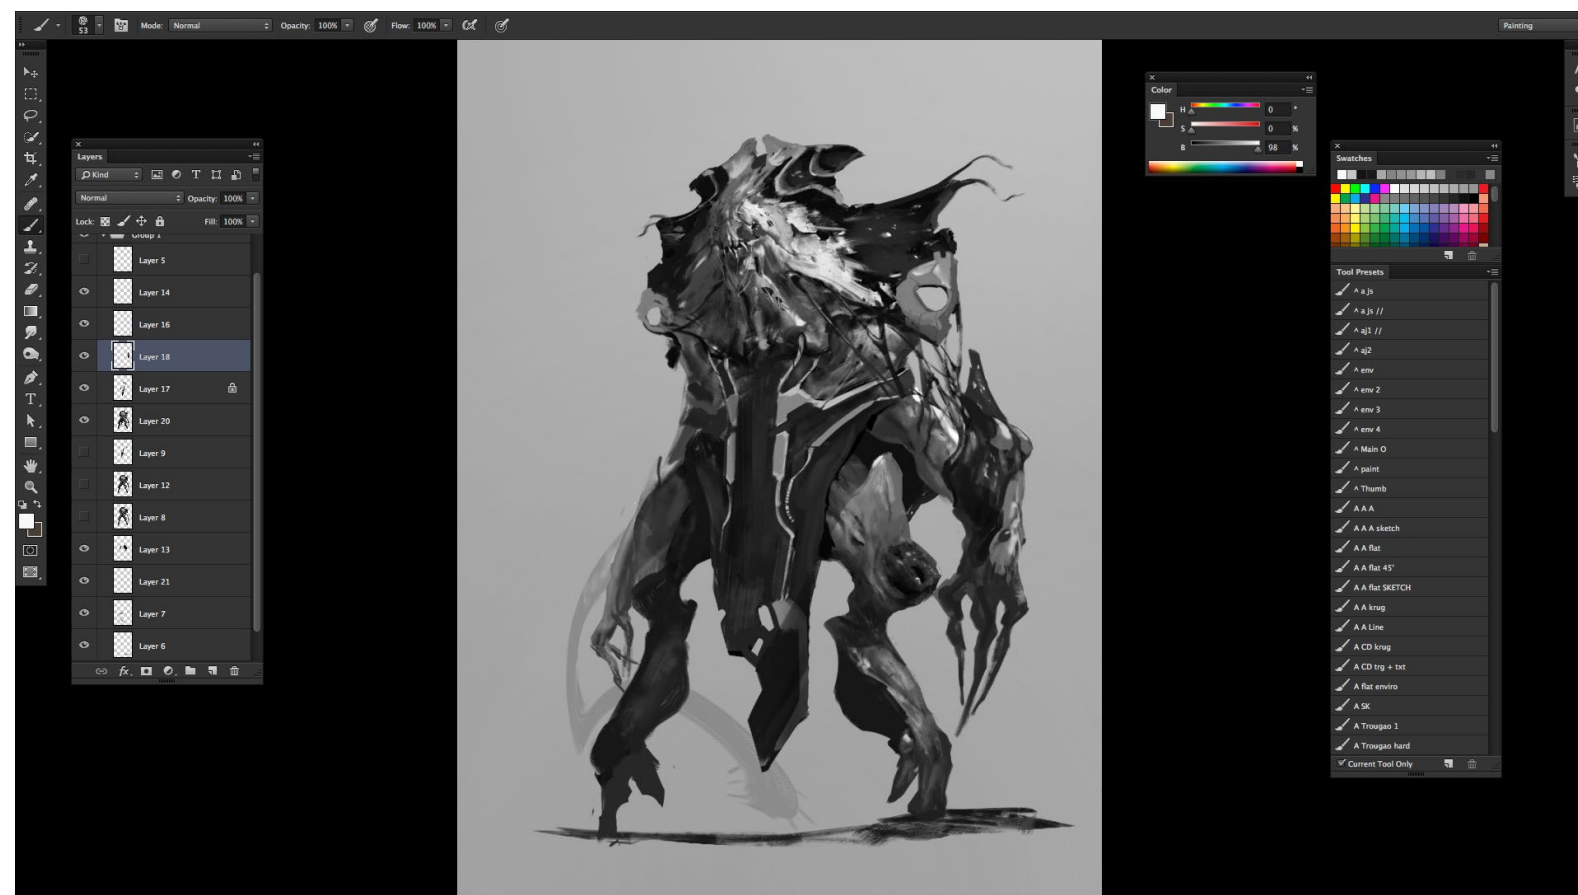 53 Mode: Normal Opacity: 100% Flow: 100% Painting
Layers
Kind
Normal Opacity: 100%
Lock: Fill: 100%
Group 1
Layer 5
Layer 14
Layer 16
Layer 18
Layer 17
Layer 20
Layer 9
Layer 12
Layer 8
Layer 13
Layer 21
Layer 7
Layer 6
fx
Color
H 0 °
S 0 %
B 98 %
Swatches
Tool Presets
^ a js
^ a js //
^ aj1 //
^ aj2
^ env
^ env 2
^ env 3
^ env 4
^ Main O
^ paint
^ Thumb
A A A
A A A sketch
A A flat
A A flat 45°
A A flat SKETCH
A A krug
A A Line
A CD krug
A CD trg + txt
A flat enviro
A SK
A Trougao 1
A Trougao hard
Current Tool Only